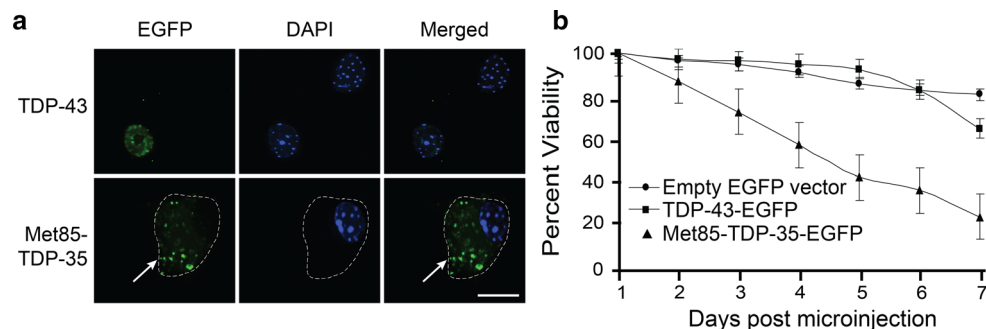 a
EGFP DAPI Merged
TDP-43
Met85-
TDP-35
b
Percent Viability
100
80
60
40
20
0
Empty EGFP vector
TDP-43-EGFP
Met85-TDP-35-EGFP
1 2 3 4 5 6 7
Days post microinjection